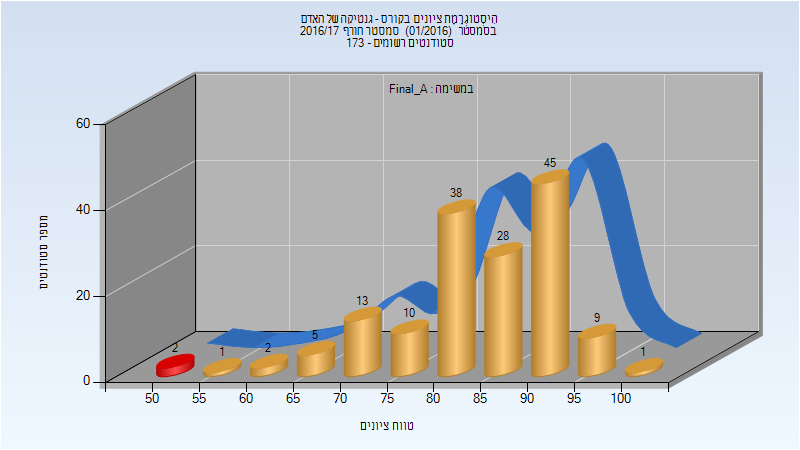 היסטוגרמת ציונים בקורס - גנטיקה של האדם
בסמסטר (01/2016) סמסטר חורף 2016/17
סטודנטים רשומים - 173
במשימה : Final_A
מספר סטודנטים
60
40
20
0
2
1
2
5
13
10
38
28
45
9
1
50 55 60 65 70 75 80 85 90 95 100
טווח ציונים